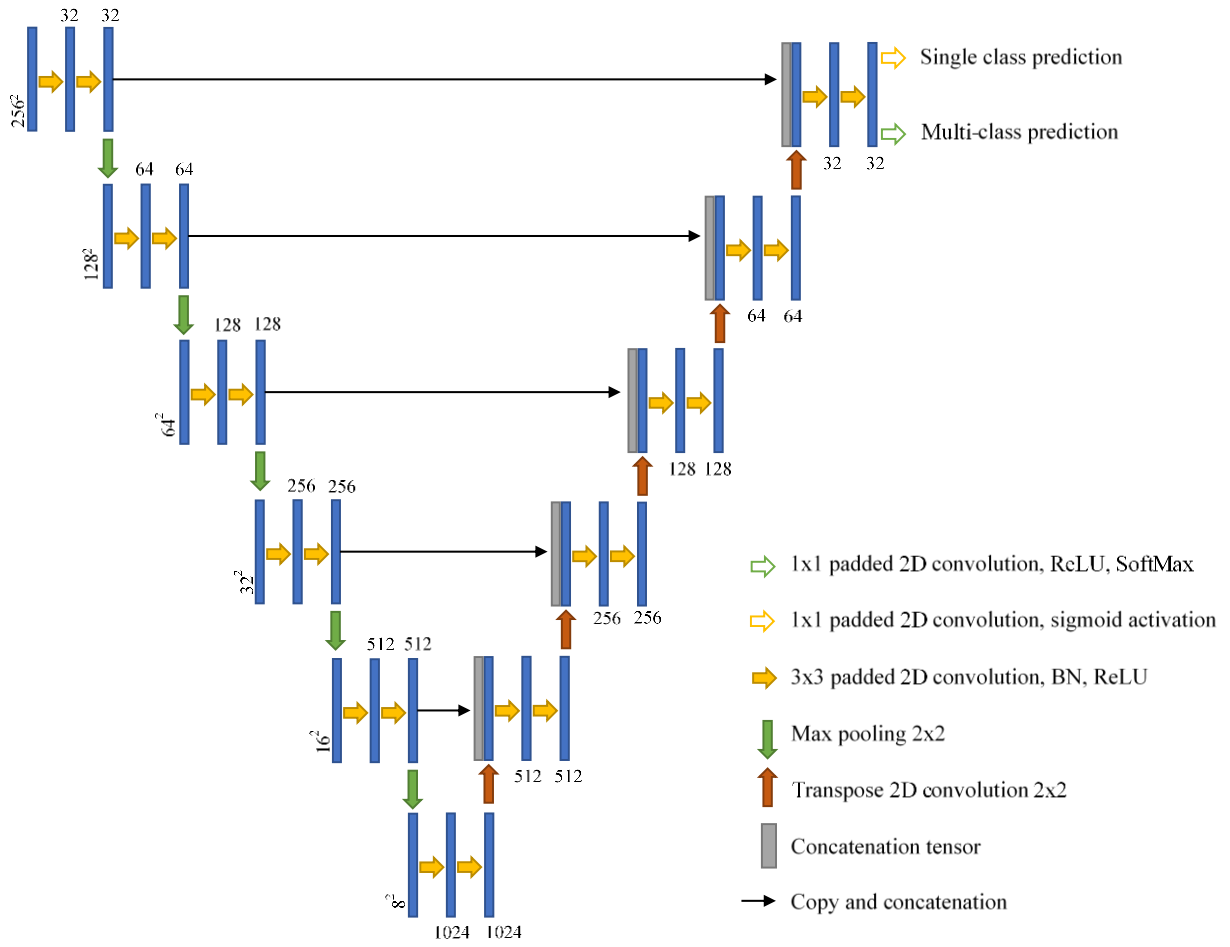 32 32
256²
Single class prediction
Multi-class prediction
32 32
64 64
128²
64 64
128 128
64²
128 128
256 256
32²
256 256
512 512
16²
512 512
8²
1024 1024
1x1 padded 2D convolution, ReLU, SoftMax
1x1 padded 2D convolution, sigmoid activation
3x3 padded 2D convolution, BN, ReLU
Max pooling 2x2
Transpose 2D convolution 2x2
Concatenation tensor
Copy and concatenation